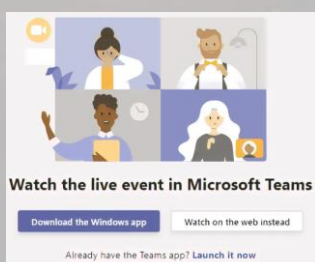 Watch the live event in Microsoft Teams
Download the Windows app
Watch on the web instead
Already have the Teams app? Launch it now